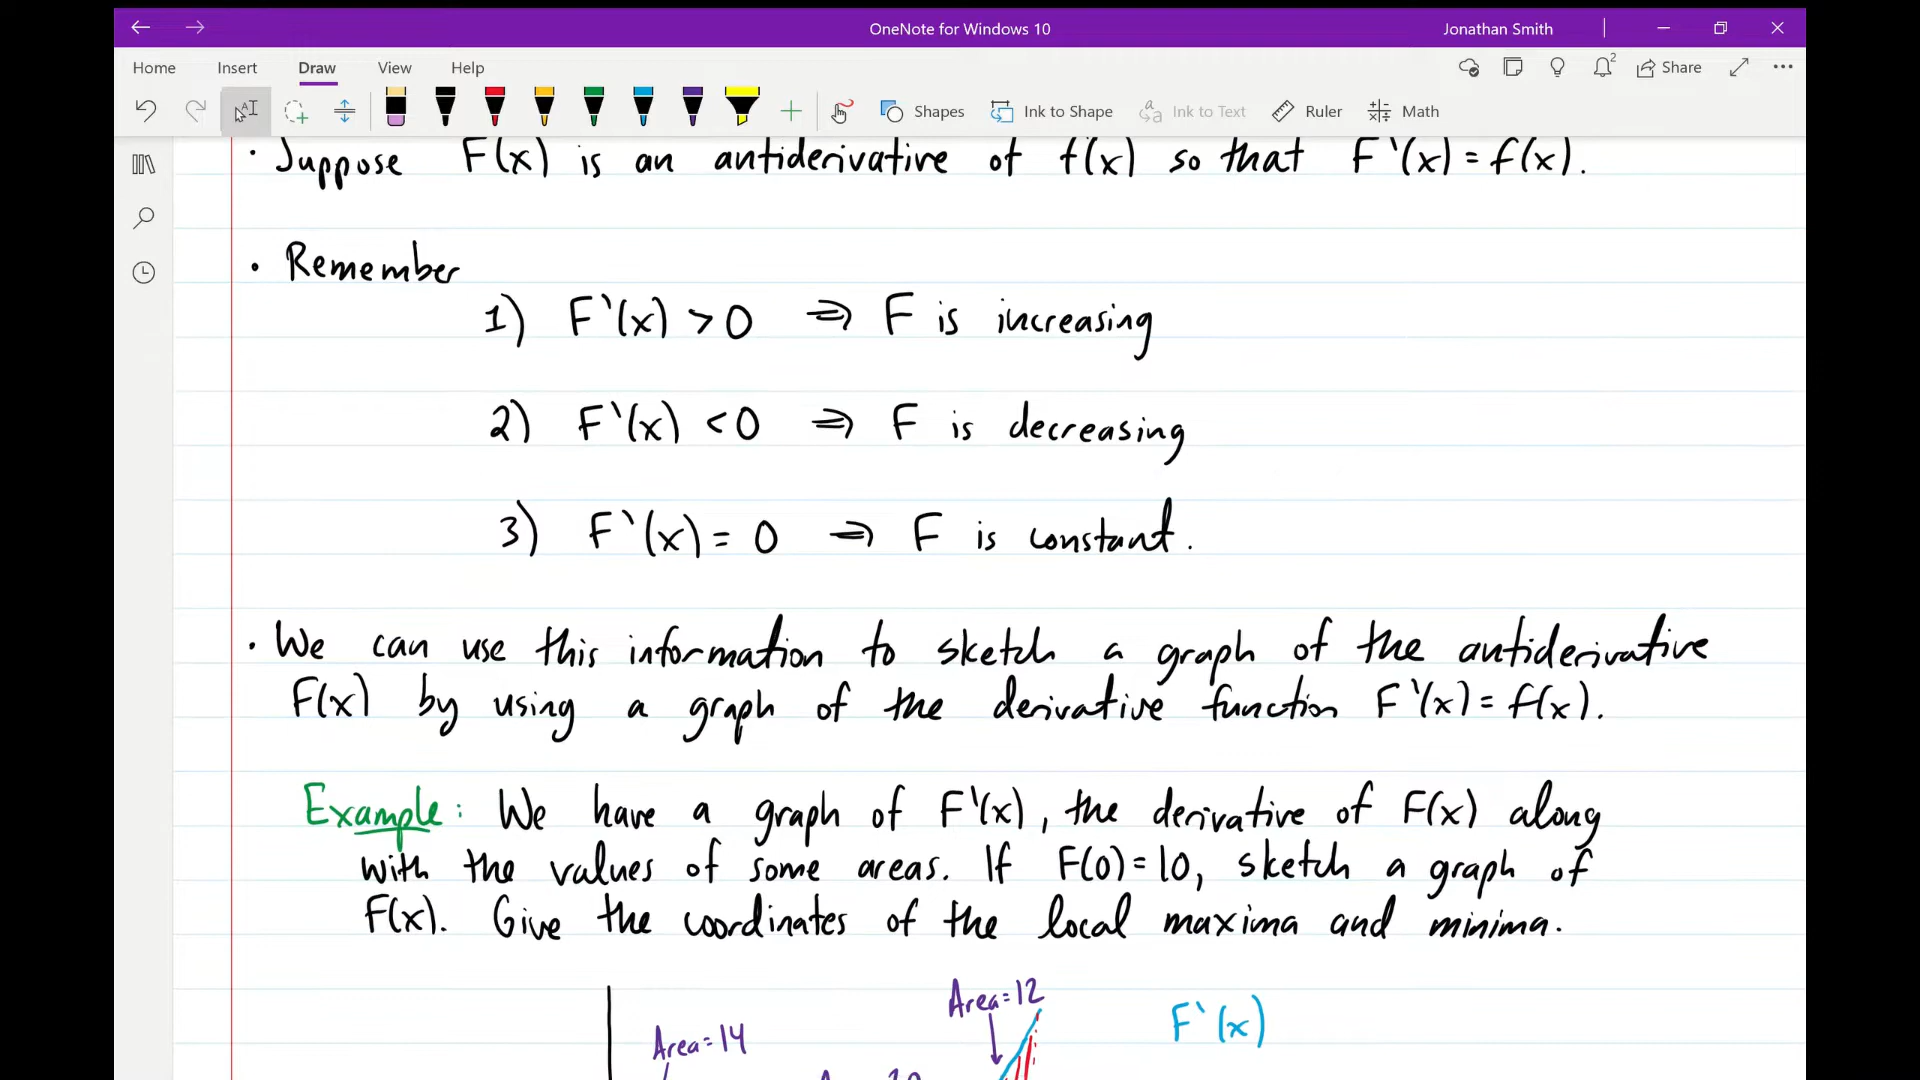 OneNote for Windows 10
Jonathan Smith
Home Insert Draw View Help
2
Share
Shapes Ink to Shape Ink to Text Ruler Math
• Suppose F(x) is an antiderivative of f(x) so that F'(x) = f(x).
• Remember
1) F'(x) > 0 ⇒ F is increasing
2) F'(x) < 0 ⇒ F is decreasing
3) F'(x) = 0 ⇒ F is constant.
• We can use this information to sketch a graph of the antiderivative
F(x) by using a graph of the derivative function F'(x) = f(x).
Example: We have a graph of F'(x), the derivative of F(x) along
with the values of some areas. If F(0)=10, sketch a graph of
F(x). Give the coordinates of the local maxima and minima.
Area=12
F'(x)
Area=14